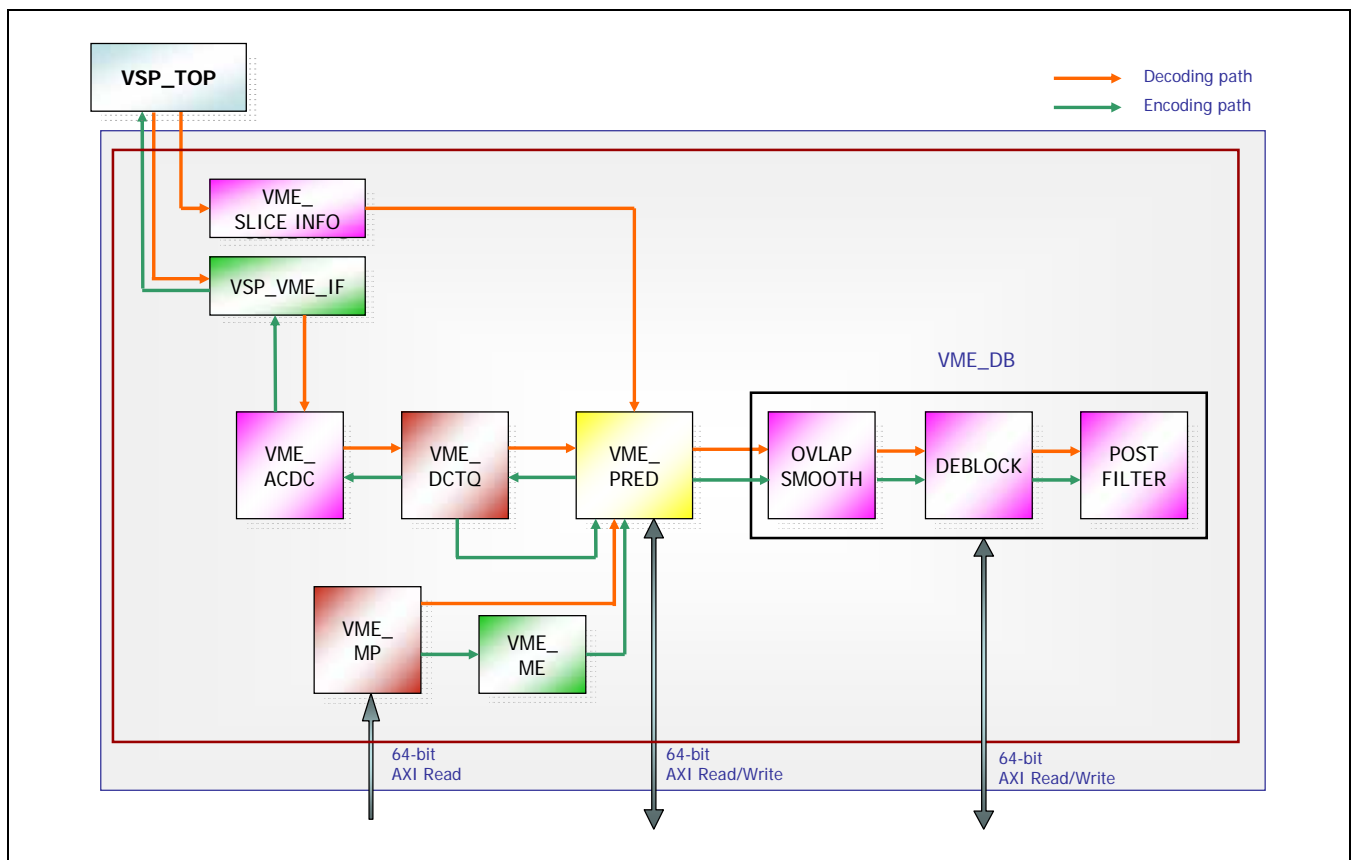 VSP_TOP
Decoding path
Encoding path
VME_
SLICE INFO
VSP_VME_IF
VME_DB
VME_
ACDC
VME_
DCTQ
VME_
PRED
OVLAP
SMOOTH
DEBLOCK
POST
FILTER
VME_
MP
VME_
ME
64-bit
AXI Read
64-bit
AXI Read/Write
64-bit
AXI Read/Write